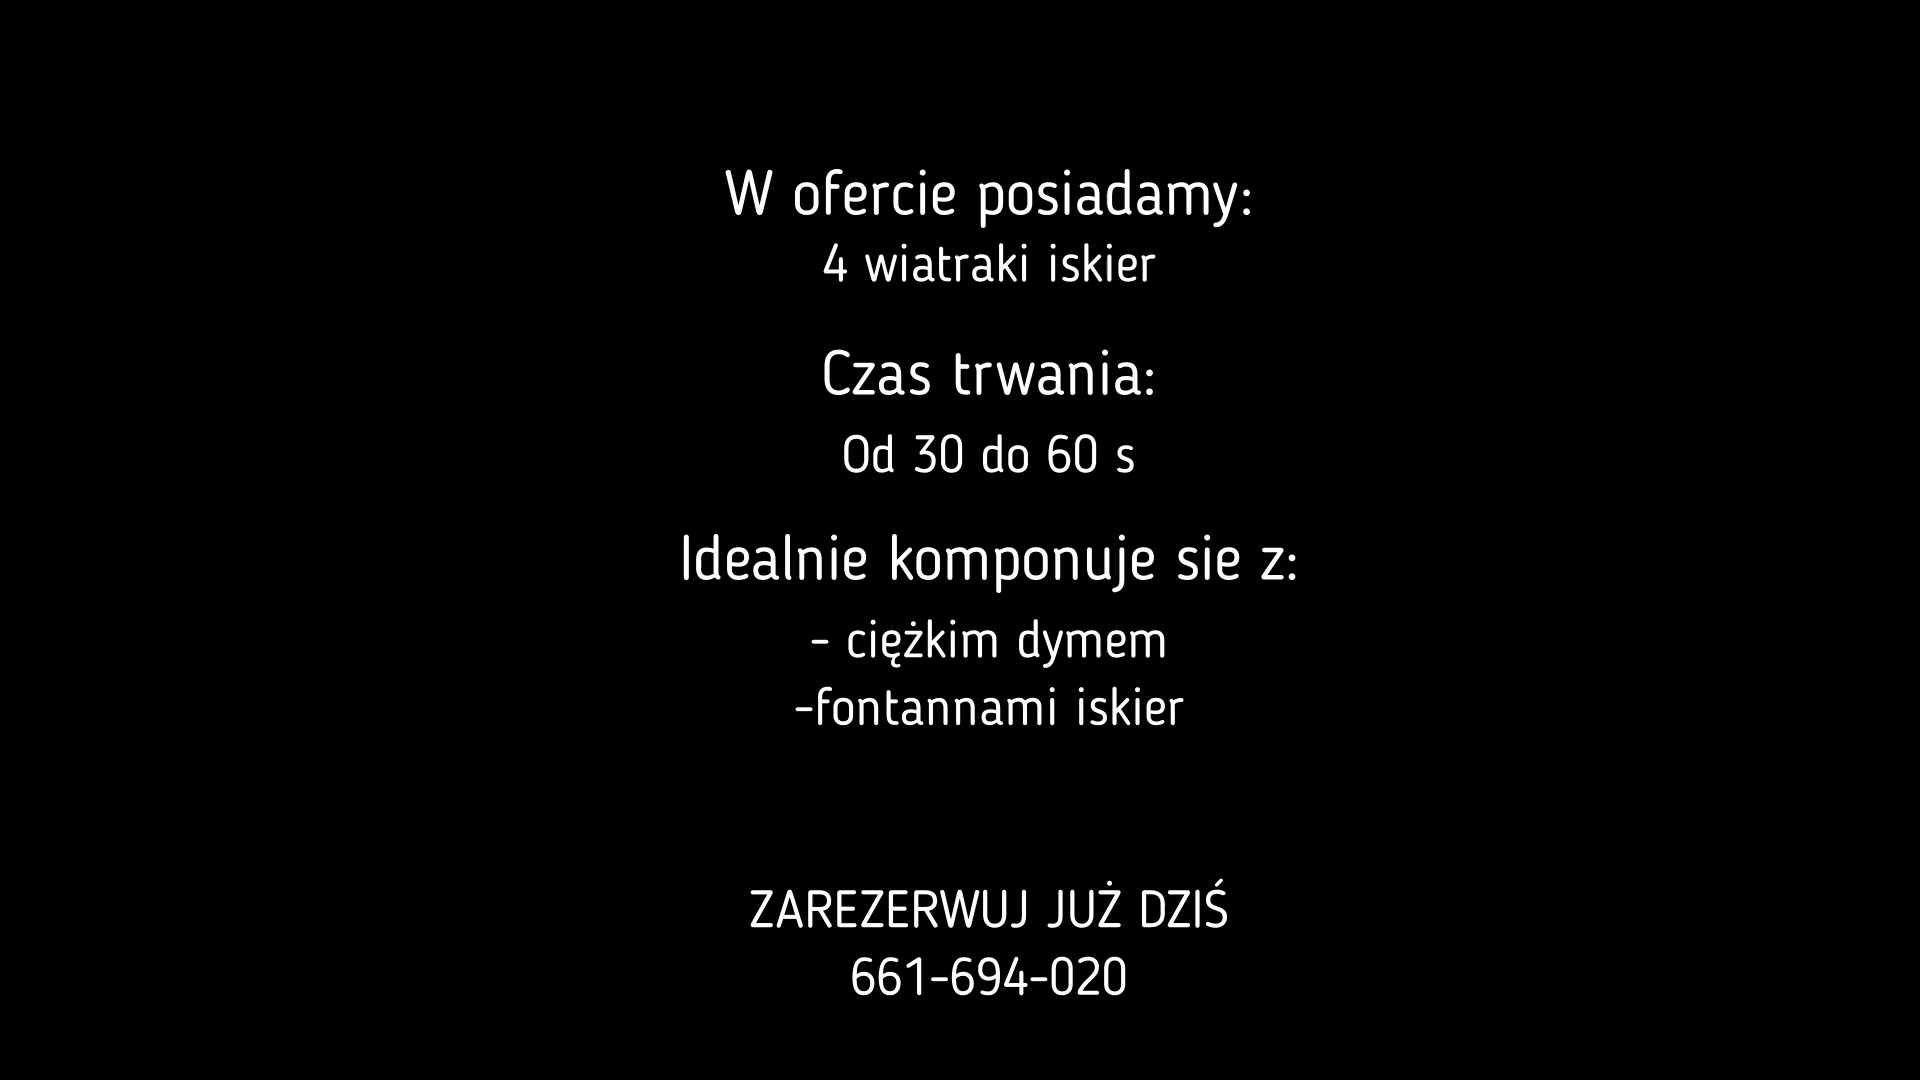 W ofercie posiadamy:
4 wiatraki iskier
Czas trwania:
Od 30 do 60 s
Idealnie komponuje sie z:
- ciężkim dymem
-fontannami iskier
ZAREZERWUJ JUŻ DZIŚ
661-694-020